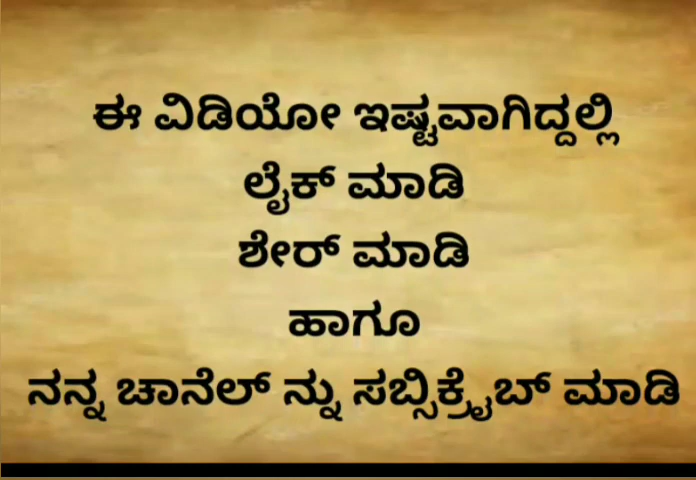 ಈ ವಿಡಿಯೋ ಇಷ್ಟವಾಗಿದ್ದಲ್ಲಿ
ಲೈಕ್ ಮಾಡಿ
ಶೇರ್ ಮಾಡಿ
ಹಾಗೂ
ನನ್ನ ಚಾನೆಲ್ ನ್ನು ಸಬ್ಸಿಕ್ರೈಬ್ ಮಾಡಿ